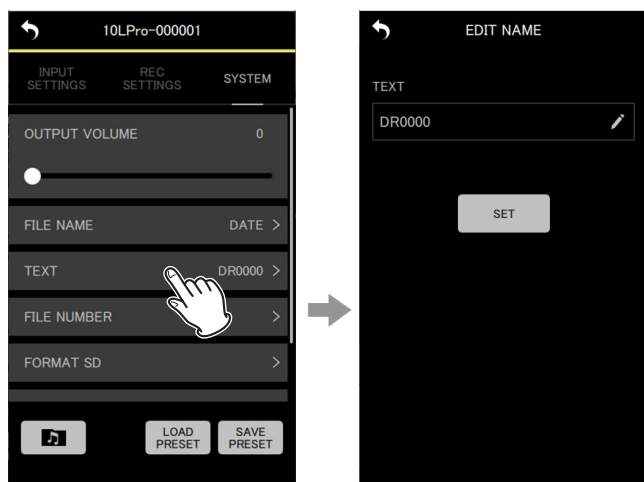 10LPro-000001
INPUT
SETTINGS
REC
SETTINGS
SYSTEM
OUTPUT VOLUME 0
FILE NAME DATE >
TEXT DR0000 >
FILE NUMBER >
FORMAT SD >
LOAD
PRESET
SAVE
PRESET
EDIT NAME
TEXT
DR0000
SET